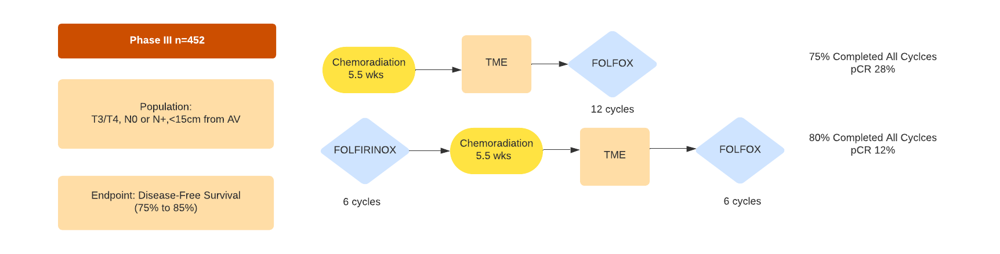 Phase III n=452
Population:
T3/T4, N0 or N+,<15cm from AV
Endpoint: Disease-Free Survival
(75% to 85%)
Chemoradiation
5.5 wks
TME
FOLFOX
12 cycles
75% Completed All Cyclces
pCR 28%
FOLFIRINOX
6 cycles
Chemoradiation
5.5 wks
TME
FOLFOX
6 cycles
80% Completed All Cyclces
pCR 12%